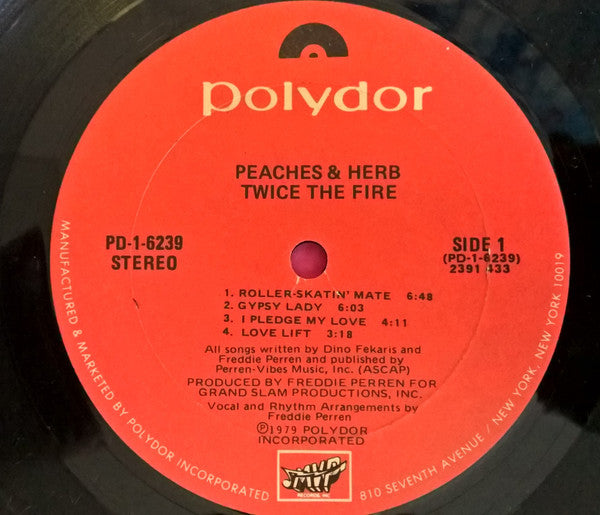 polydor
PEACHES & HERB
TWICE THE FIRE
PD-1-6239
STEREO
SIDE 1
(PD-1-6239)
2391 433
1. ROLLER-SKATIN' MATE 6:48
2. GYPSY LADY 6:03
3. I PLEDGE MY LOVE 4:11
4. LOVE LIFT 3:18
All songs written by Dino Fekaris and
Freddie Perren and published by
Perren-Vibes Music, Inc. (ASCAP)
PRODUCED BY FREDDIE PERREN FOR
GRAND SLAM PRODUCTIONS, INC.
Vocal and Rhythm Arrangements by
Freddie Perren
Ⓟ1979 POLYDOR
INCORPORATED
MVP
RECORDS, INC
MANUFACTURED & MARKETED BY POLYDOR INCORPORATED
810 SEVENTH AVENUE / NEW YORK, NEW YORK 10019